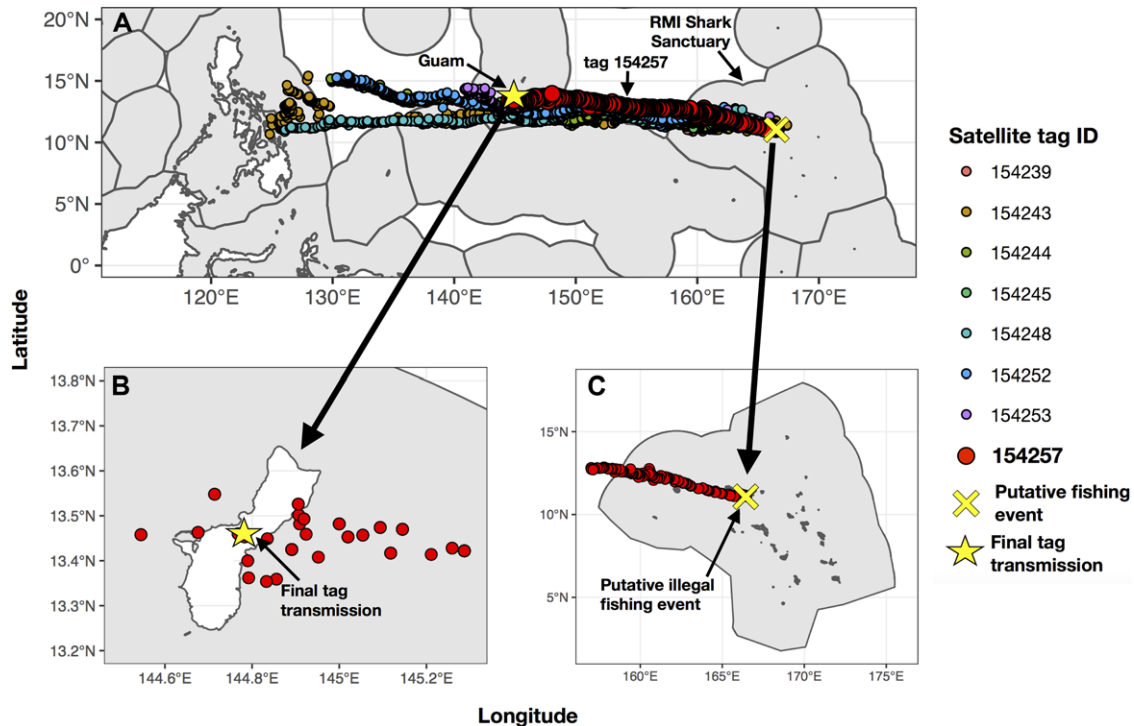 A
20°N
15°N
10°N
5°N
0°
Guam
tag 154257
RMI Shark
Sanctuary
120°E
130°E
140°E
150°E
160°E
170°E
Latitude
B
13.8°N
13.7°N
13.6°N
13.5°N
13.4°N
13.3°N
13.2°N
Final tag
transmission
144.6°E
144.8°E
145.0°E
145.2°E
C
15°N
10°N
5°N
Putative illegal
fishing event
160°E
165°E
170°E
175°E
Longitude
Satellite tag ID
154239
154243
154244
154245
154248
154252
154253
154257
Putative fishing
event
Final tag
transmission